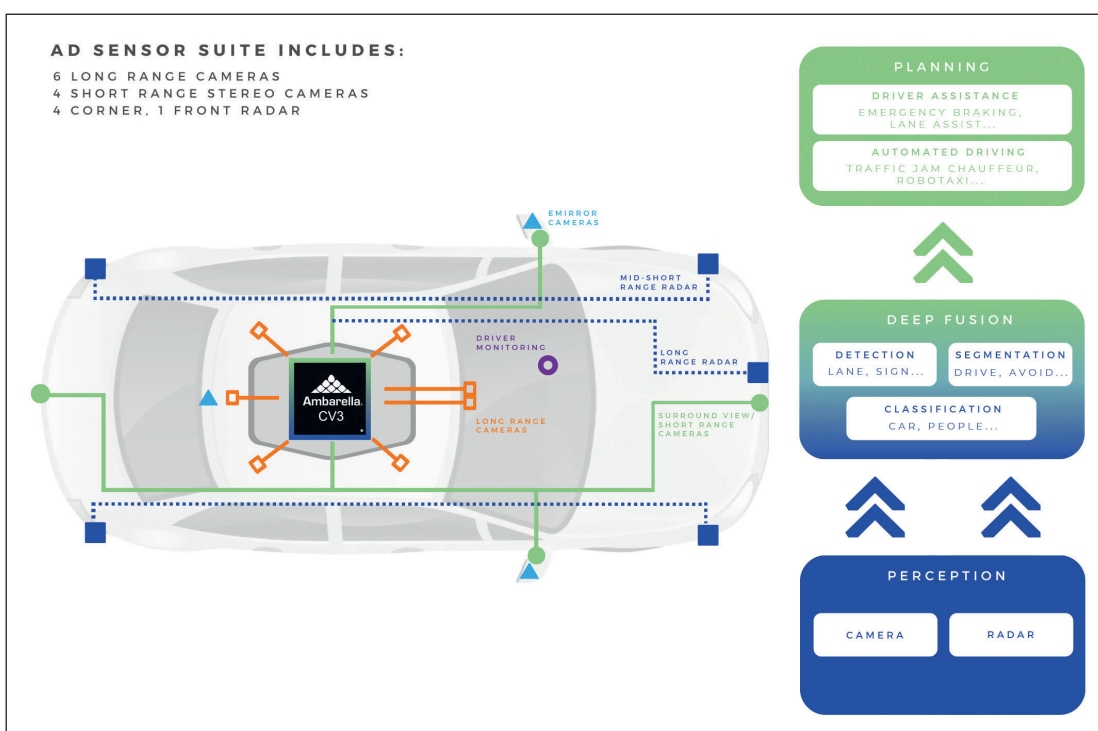 AD SENSOR SUITE INCLUDES:
6 LONG RANGE CAMERAS
4 SHORT RANGE STEREO CAMERAS
4 CORNER, 1 FRONT RADAR
EMIRROR
CAMERAS
MID-SHORT
RANGE RADAR
DRIVER
MONITORING
LONG
RANGE RADAR
Ambarella
CV3
LONG RANGE
CAMERAS
SURROUND VIEW/
SHORT RANGE
CAMERAS
PLANNING
DRIVER ASSISTANCE
EMERGENCY BRAKING,
LANE ASSIST...
AUTOMATED DRIVING
TRAFFIC JAM CHAUFFEUR,
ROBOTAXI...
DEEP FUSION
DETECTION
LANE, SIGN...
SEGMENTATION
DRIVE, AVOID...
CLASSIFICATION
CAR, PEOPLE...
PERCEPTION
CAMERA
RADAR